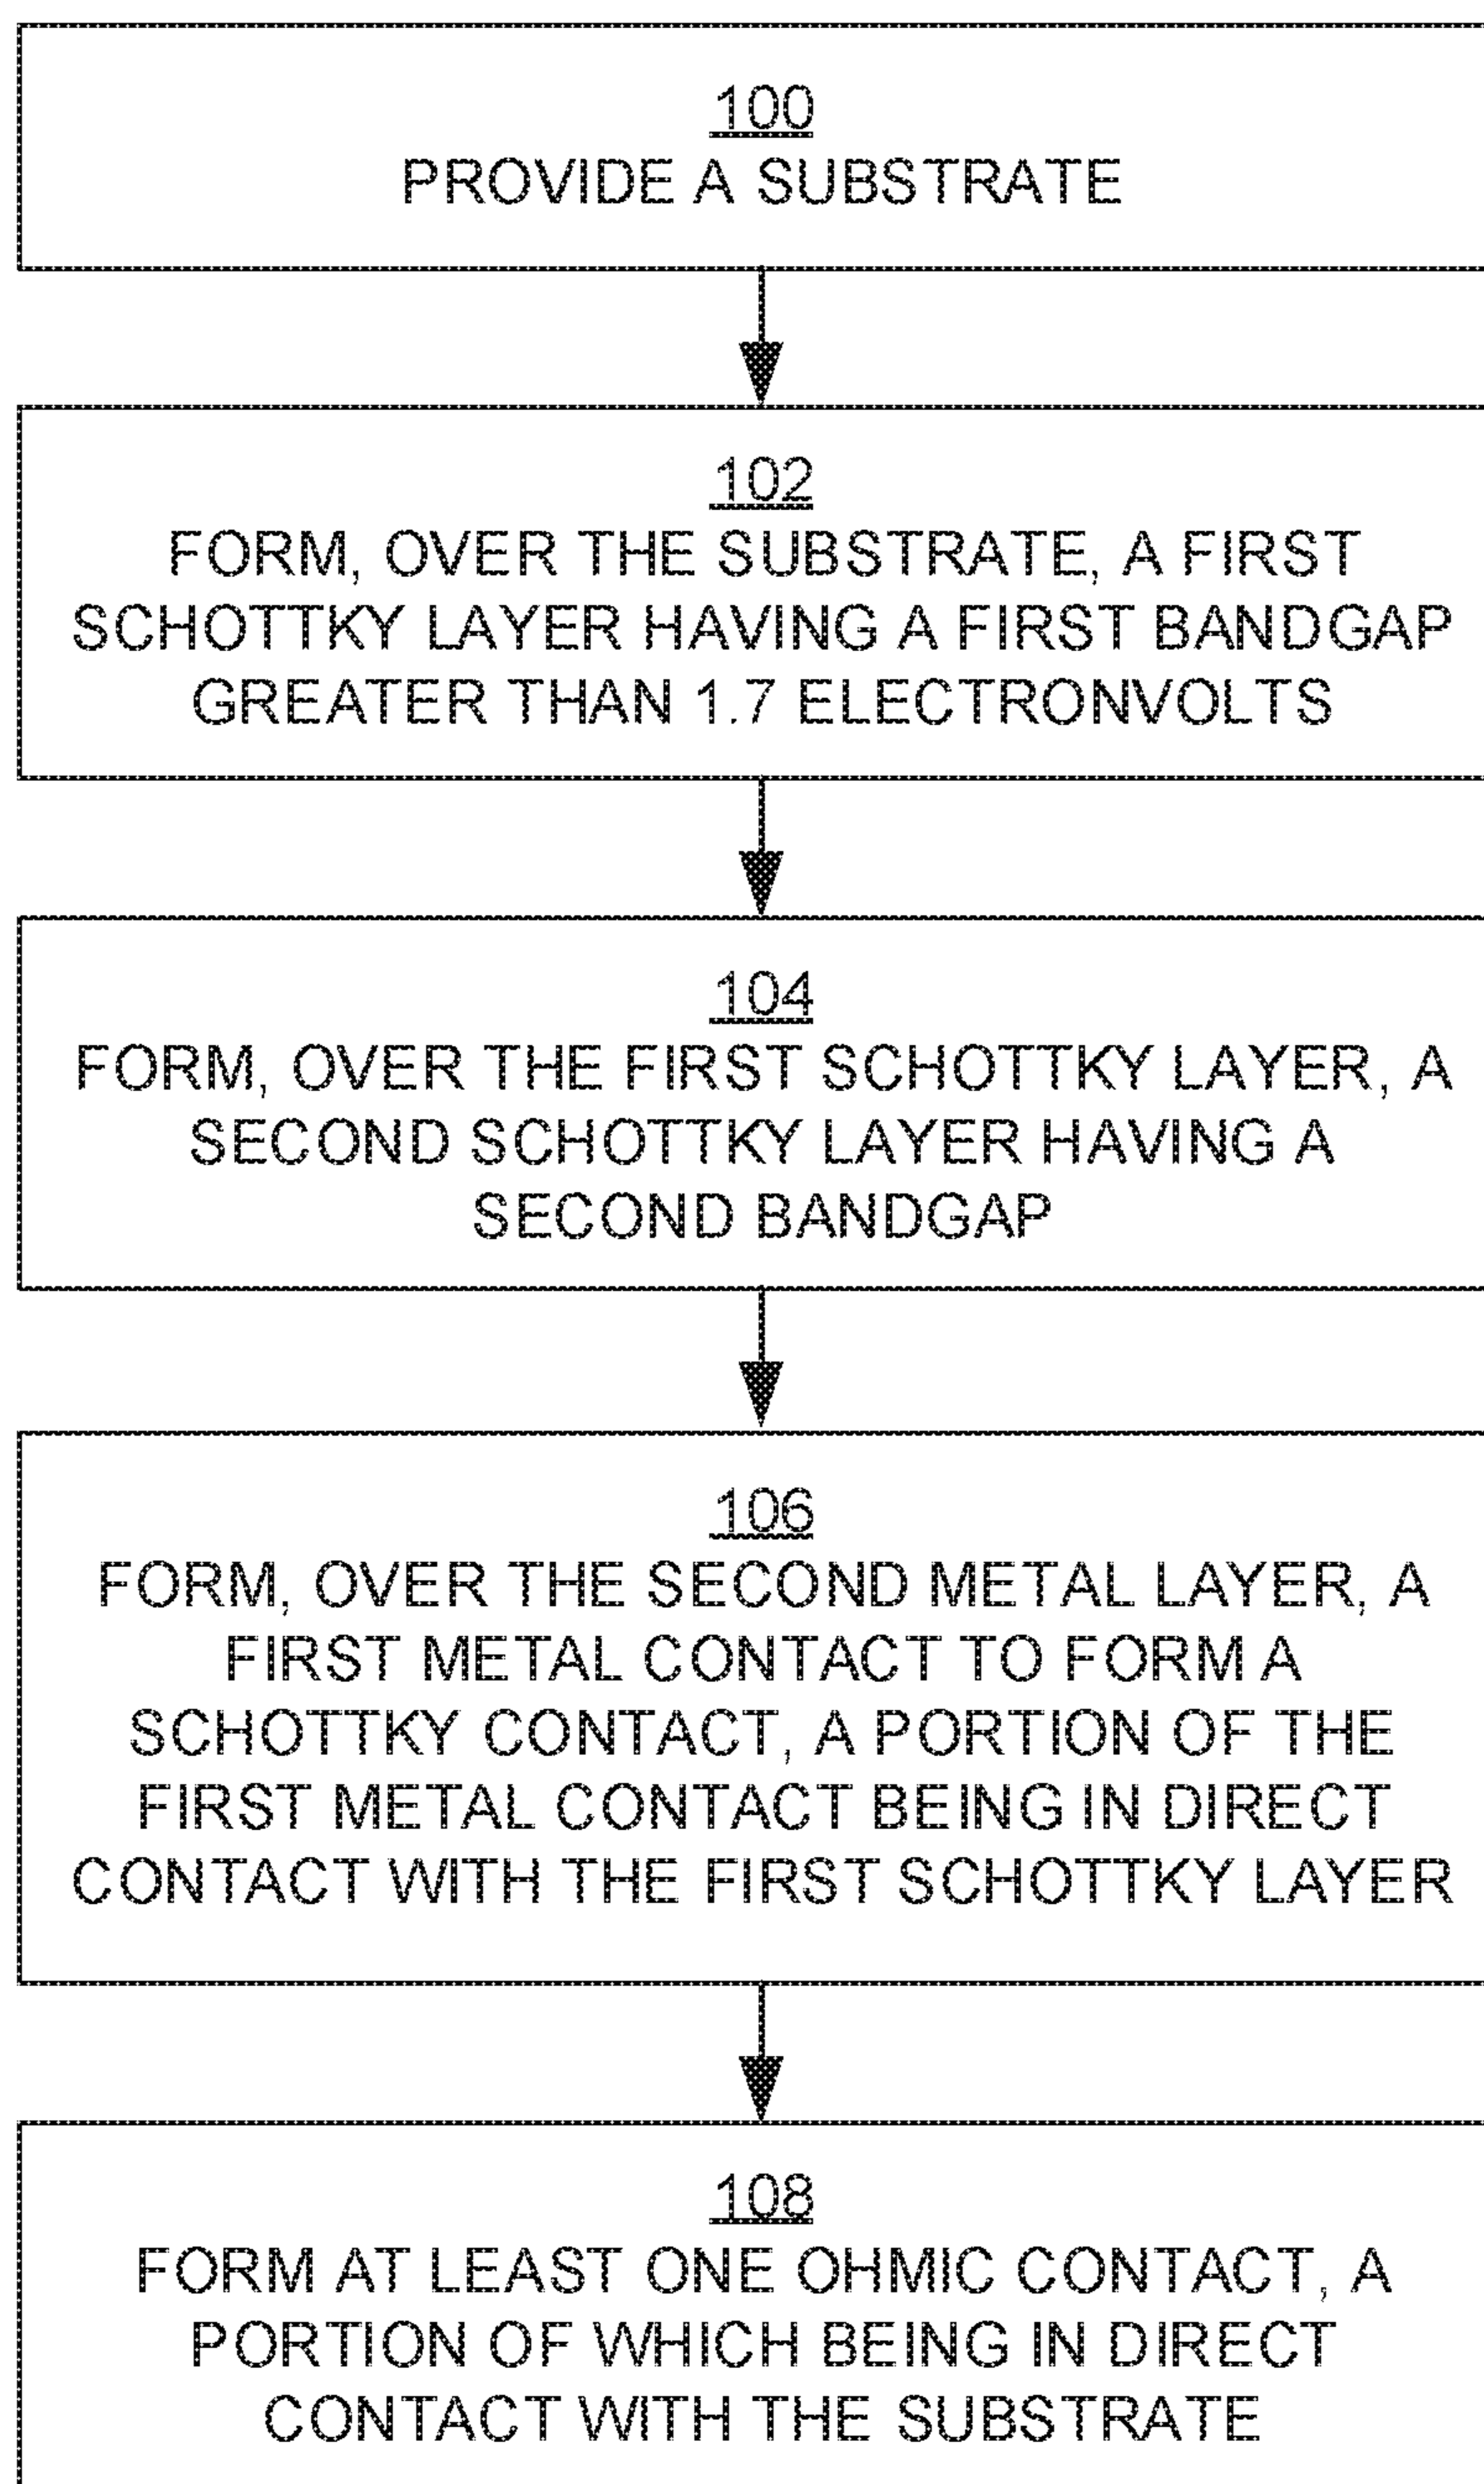 100
PROVIDE A SUBSTRATE
102
FORM, OVER THE SUBSTRATE, A FIRST
SCHOTTKY LAYER HAVING A FIRST BANDGAP
GREATER THAN 1.7 ELECTRONVOLTS
104
FORM, OVER THE FIRST SCHOTTKY LAYER, A
SECOND SCHOTTKY LAYER HAVING A
SECOND BANDGAP
106
FORM, OVER THE SECOND METAL LAYER, A
FIRST METAL CONTACT TO FORM A
SCHOTTKY CONTACT, A PORTION OF THE
FIRST METAL CONTACT BEING IN DIRECT
CONTACT WITH THE FIRST SCHOTTKY LAYER
108
FORM AT LEAST ONE OHMIC CONTACT, A
PORTION OF WHICH BEING IN DIRECT
CONTACT WITH THE SUBSTRATE